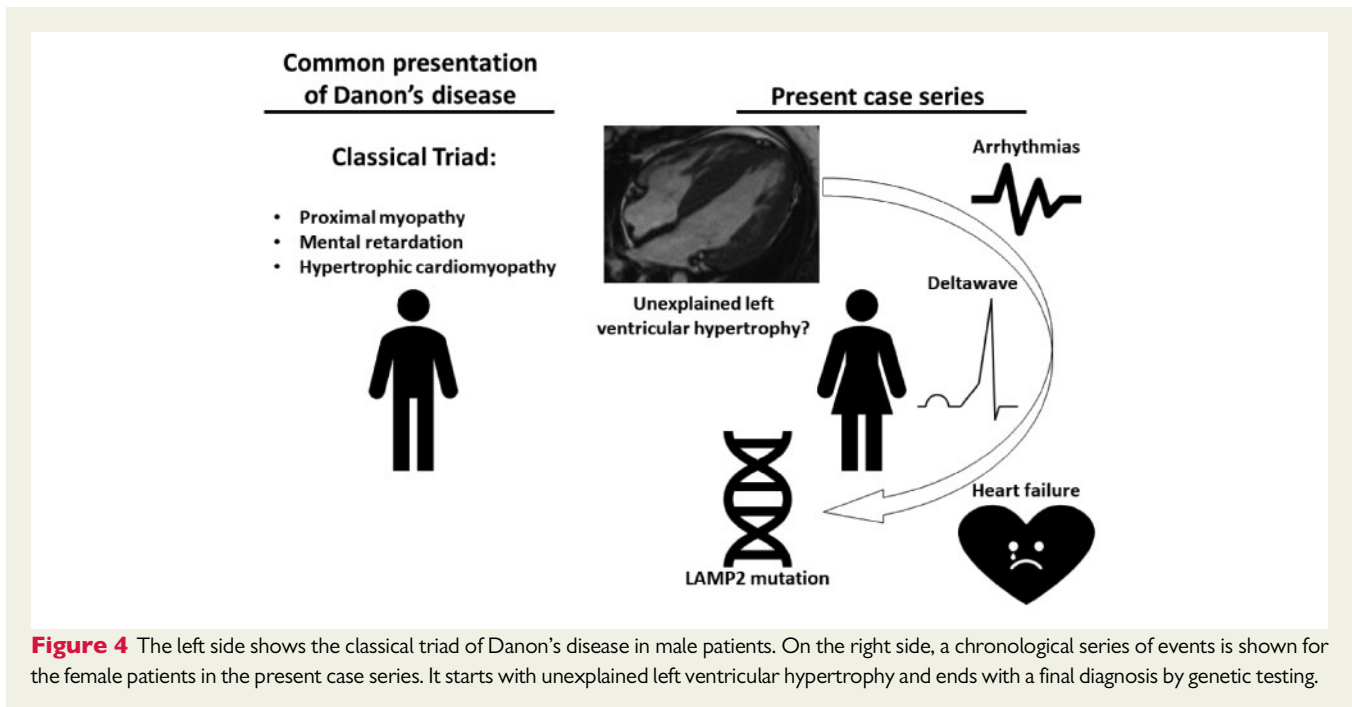 Common presentation
of Danon's disease
Classical Triad:
• Proximal myopathy
• Mental retardation
• Hypertrophic cardiomyopathy
Present case series
Arrhythmias
Unexplained left
ventricular hypertrophy?
Deltawave
Heart failure
LAMP2 mutation
Figure 4 The left side shows the classical triad of Danon's disease in male patients. On the right side, a chronological series of events is shown for
the female patients in the present case series. It starts with unexplained left ventricular hypertrophy and ends with a final diagnosis by genetic testing.